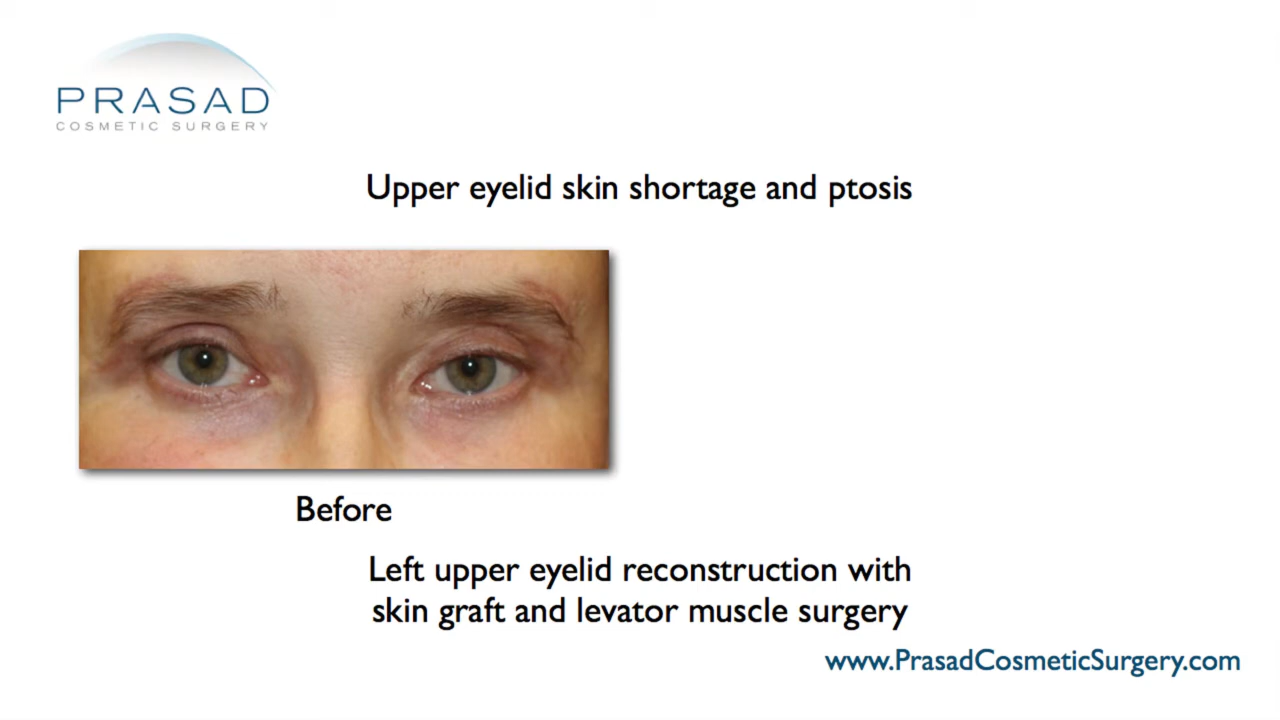 PRASAD
COSMETIC SURGERY
Upper eyelid skin shortage and ptosis
Before
Left upper eyelid reconstruction with
skin graft and levator muscle surgery
www.PrasadCosmeticSurgery.com